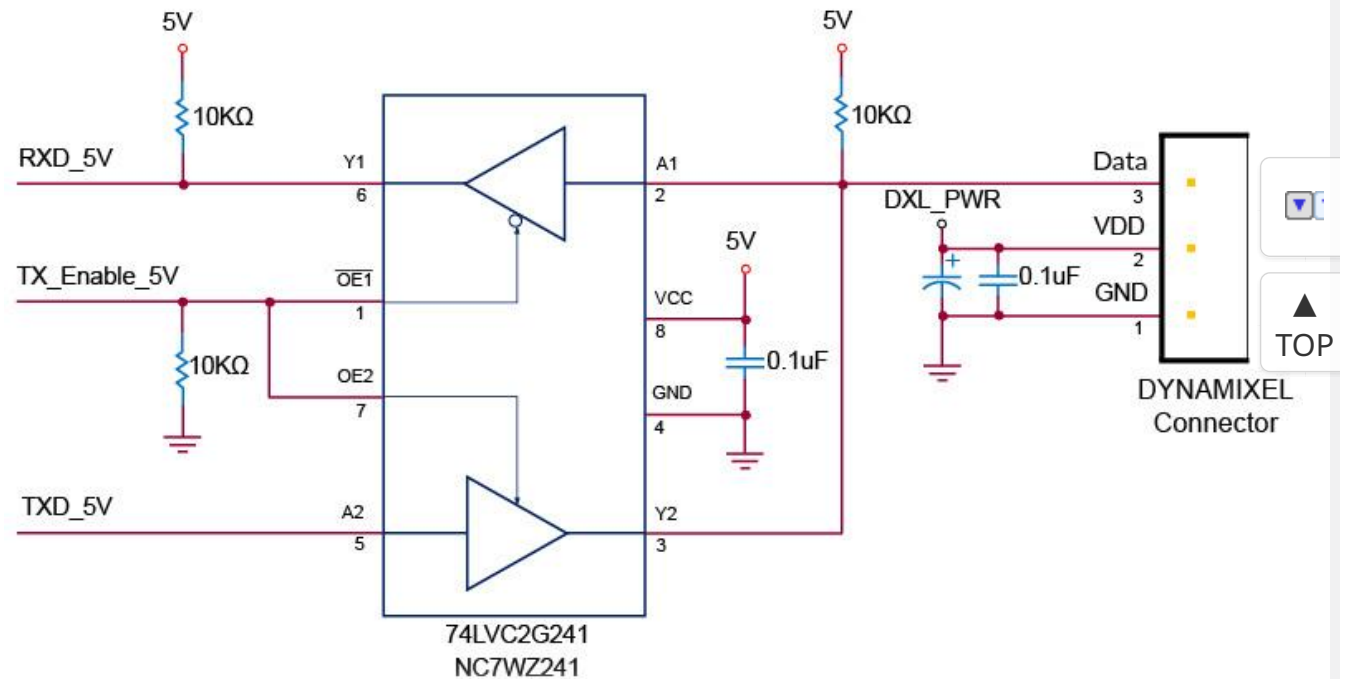 5V
5V
10KΩ
10KΩ
RXD_5V
Y1
6
A1
2
Data
3
DXL_PWR
VDD
2
5V
+
0.1uF
TX_Enable_5V
OE1
1
VCC
8
GND
1
▲
TOP
10KΩ
OE2
7
0.1uF
GND
4
DYNAMIXEL
Connector
TXD_5V
A2
5
Y2
3
74LVC2G241
NC7WZ241